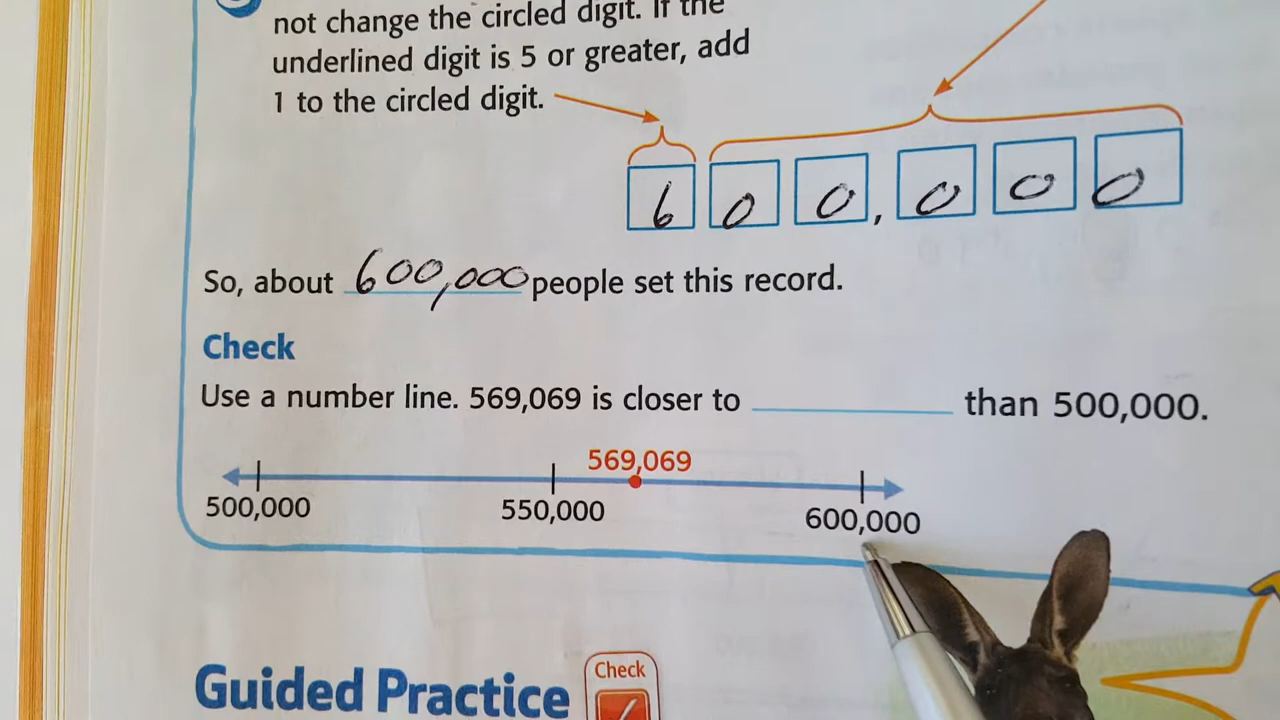 not change the circled digit. If the
underlined digit is 5 or greater, add
1 to the circled digit.
6 0 0, 0 0 0
So, about 600,000 people set this record.
Check
Use a number line. 569,069 is closer to ________ than 500,000.
569,069
500,000 550,000 600,000
Guided Practice
Check